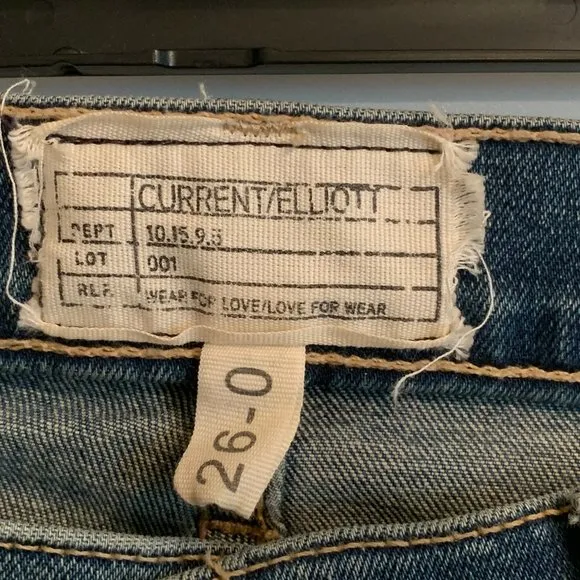 CURRENT/ELLIOTT
DEPT 10.15.9.5
LOT 001
REF. WEAR FOR LOVE/LOVE FOR WEAR
26-0